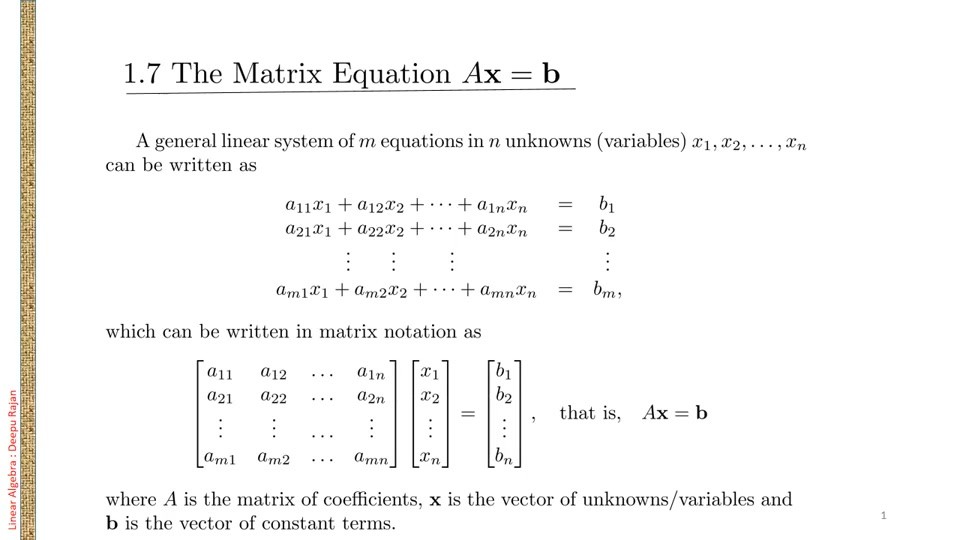 1.7 The Matrix Equation Ax = b
A general linear system of m equations in n unknowns (variables) x₁, x₂, . . . , xₙ
can be written as
a₁₁x₁ + a₁₂x₂ + · · · + a₁ₙxₙ = b₁
a₂₁x₁ + a₂₂x₂ + · · · + a₂ₙxₙ = b₂
⋮ ⋮ ⋮ ⋮
aₘ₁x₁ + aₘ₂x₂ + · · · + aₘₙxₙ = bₘ,
which can be written in matrix notation as
[a₁₁ a₁₂ . . . a₁ₙ] [x₁] [b₁]
[a₂₁ a₂₂ . . . a₂ₙ] [x₂] [b₂]
[⋮ ⋮ . . . ⋮] [⋮] = [⋮] , that is, Ax = b
[aₘ₁ aₘ₂ . . . aₘₙ] [xₙ] [bₙ]
where A is the matrix of coefficients, x is the vector of unknowns/variables and
b is the vector of constant terms.
Linear Algebra : Deepu Rajan
1